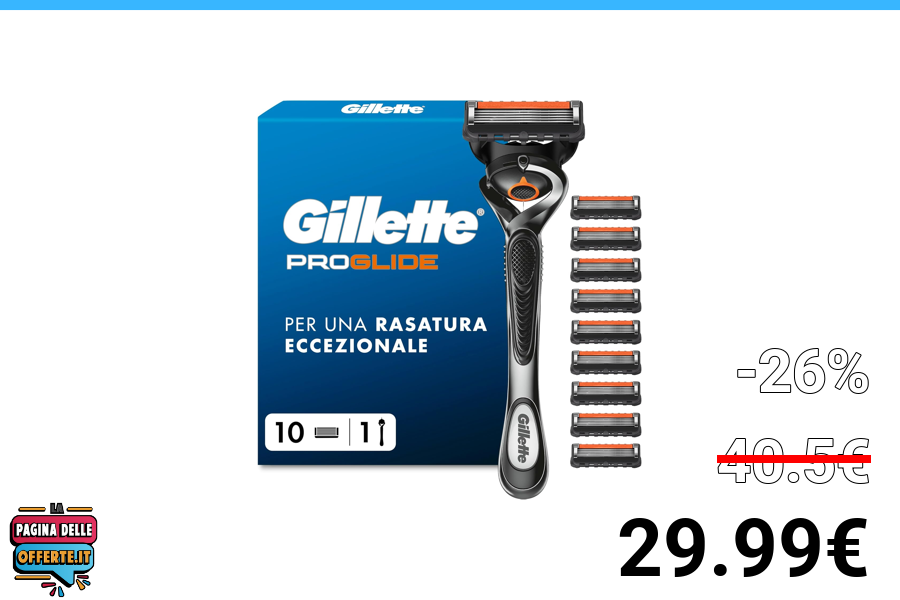 Gillette
Gillette®
PROGLIDE
PER UNA RASATURA
ECCEZIONALE
10 1
Gillette
-26%
40.5€
29.99€
LA
PAGINA DELLE
OFFERTE.IT